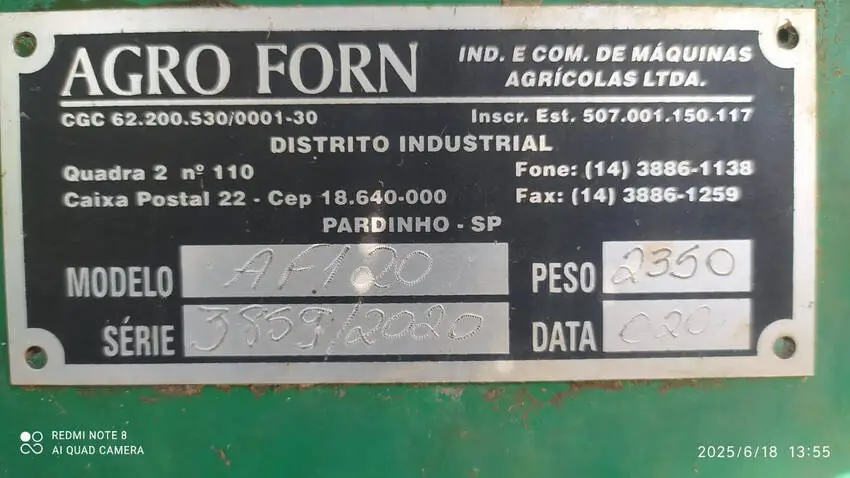 AGRO FORN
IND. E COM. DE MÁQUINAS
AGRÍCOLAS LTDA.
CGC 62.200.530/0001-30
Inscr. Est. 507.001.150.117
DISTRITO INDUSTRIAL
Quadra 2 nº 110
Fone: (14) 3886-1138
Caixa Postal 22 - Cep 18.640-000
Fax: (14) 3886-1259
PARDINHO - SP
MODELO AF120
PESO 2350
SÉRIE 3859/2020
DATA 020
REDMI NOTE 8
AI QUAD CAMERA
2025/6/18 13:55